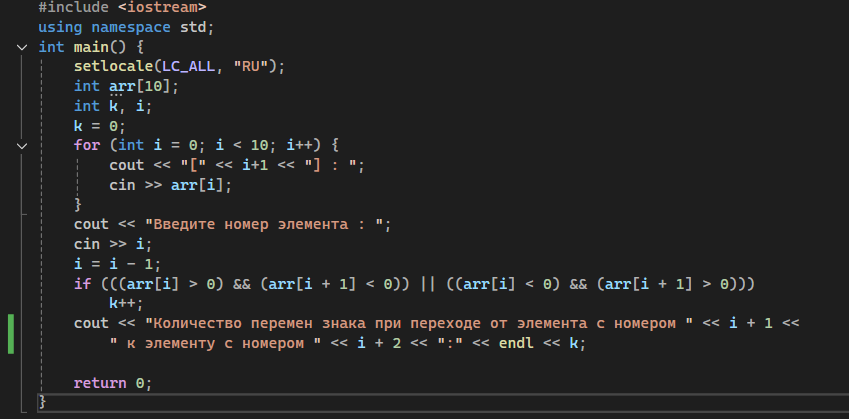 #include <iostream>
using namespace std;
int main() {
    setlocale(LC_ALL, "RU");
    int arr[10];
    int k, i;
    k = 0;
    for (int i = 0; i < 10; i++) {
        cout << "[" << i+1 << "] : ";
        cin >> arr[i];
    }
    cout << "Введите номер элемента : ";
    cin >> i;
    i = i - 1;
    if (((arr[i] > 0) && (arr[i + 1] < 0)) || ((arr[i] < 0) && (arr[i + 1] > 0)))
        k++;
    cout << "Количество перемен знака при переходе от элемента с номером " << i + 1 <<
        " к элементу с номером " << i + 2 << ":" << endl << k;
    return 0;
}